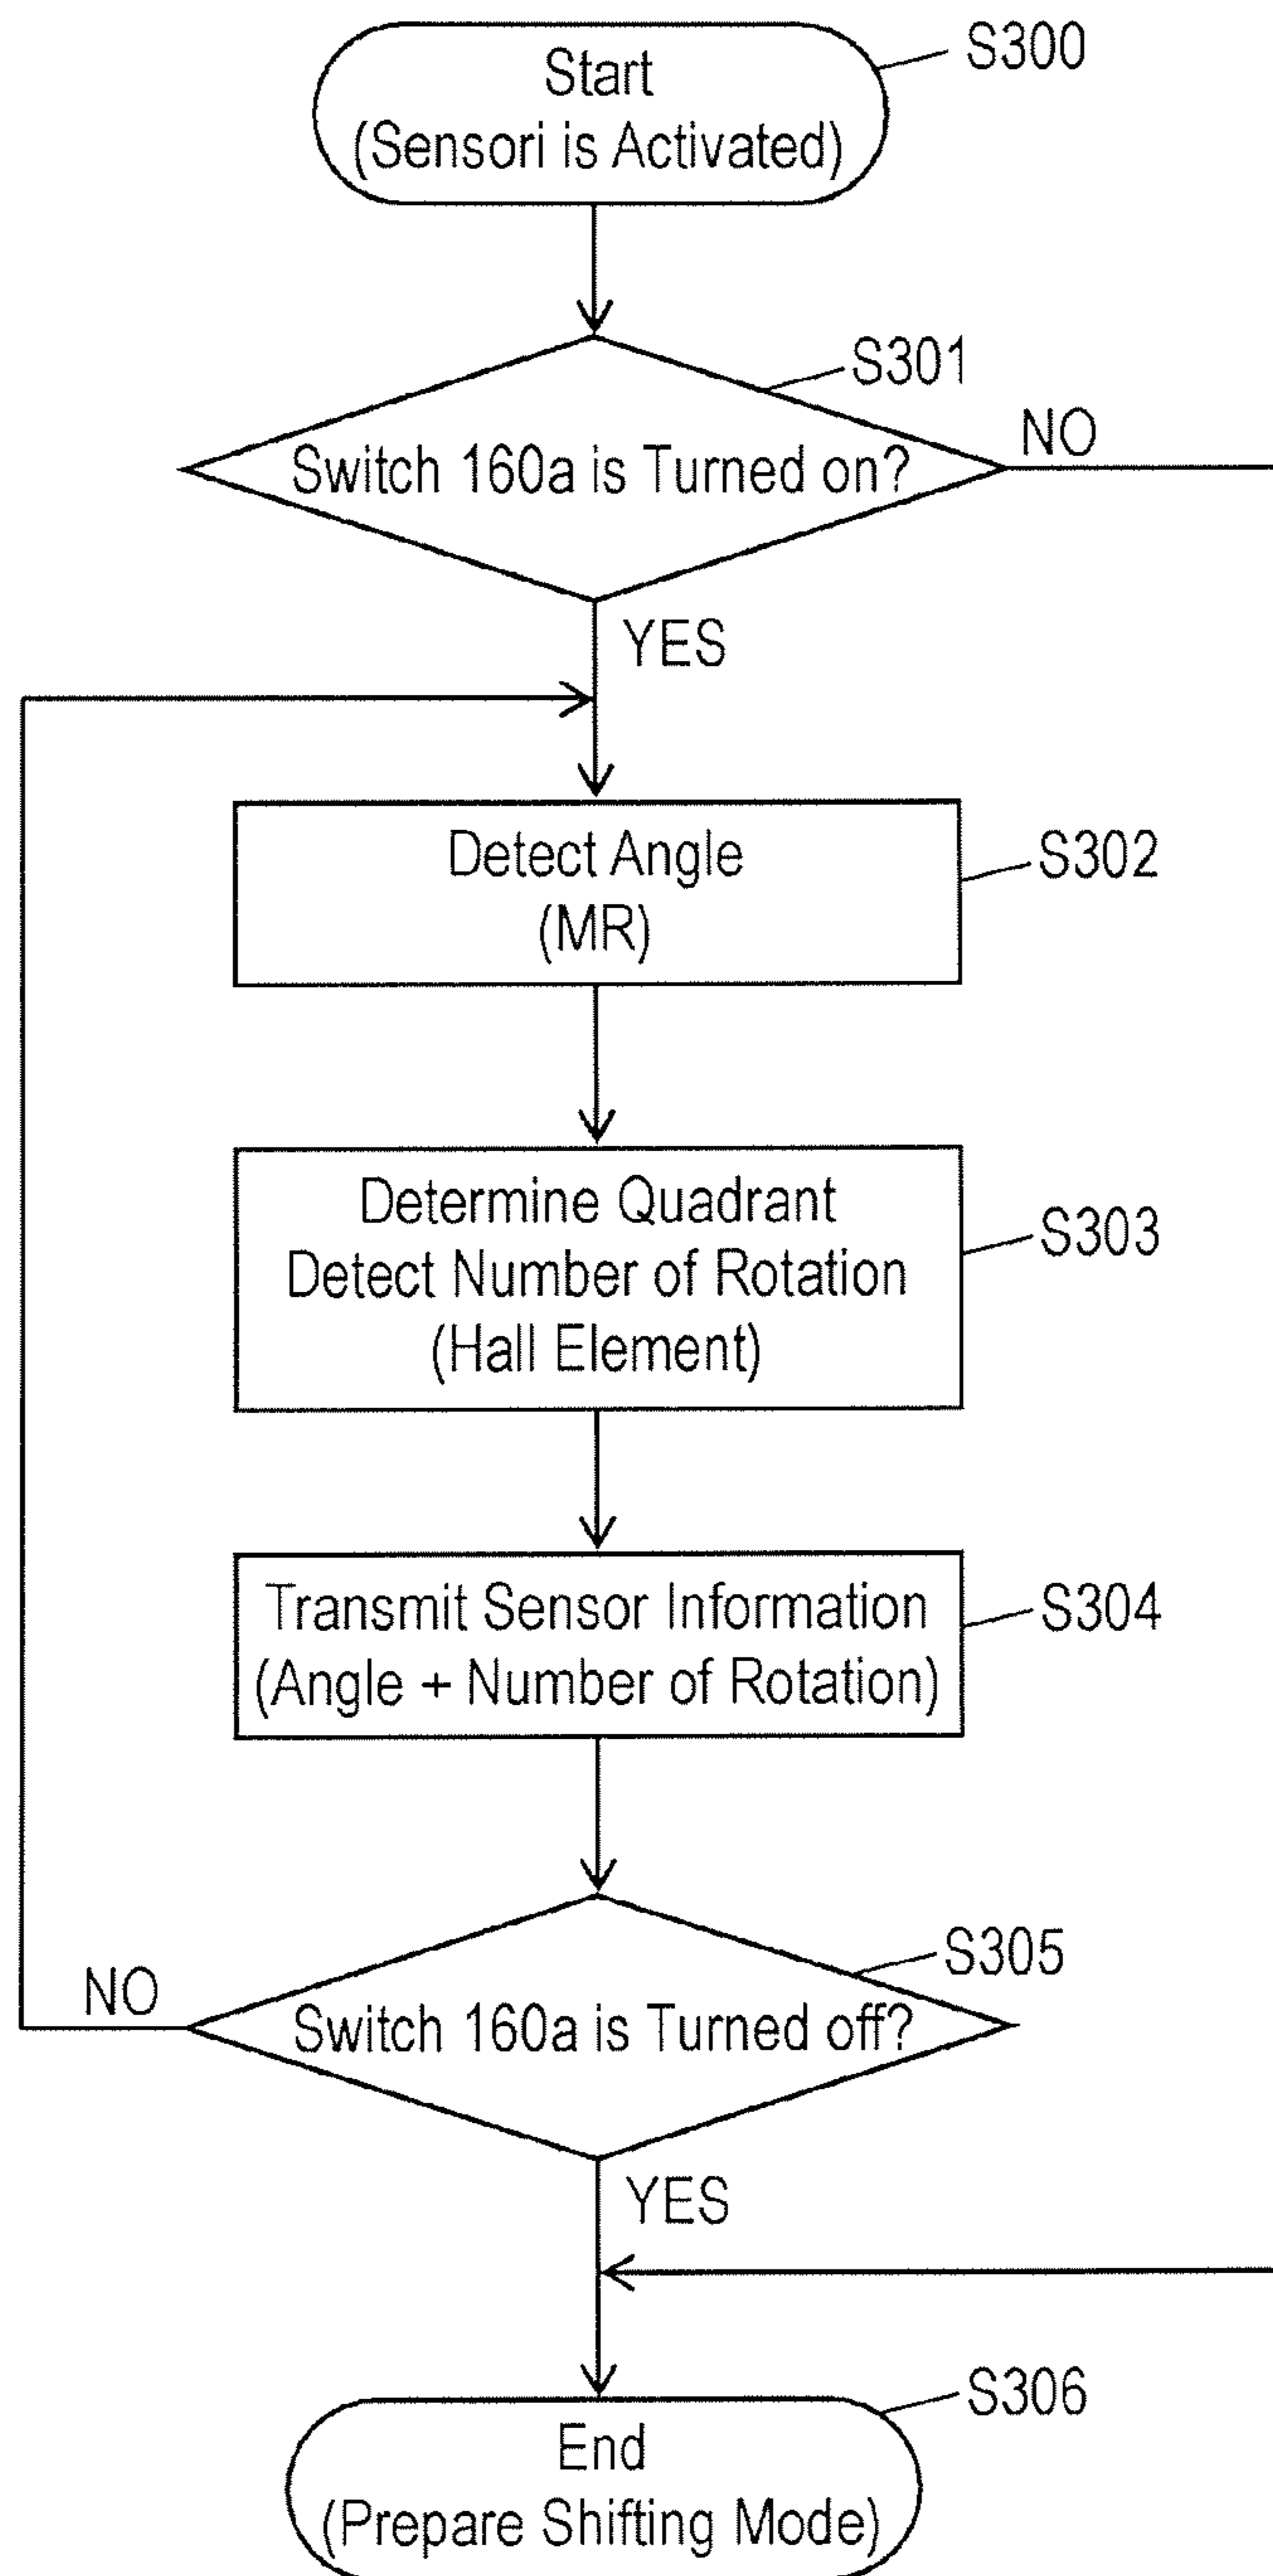 Start
(Sensori is Activated)
S300
Switch 160a is Turned on?
S301
NO
YES
Detect Angle
(MR)
S302
Determine Quadrant
Detect Number of Rotation
(Hall Element)
S303
Transmit Sensor Information
(Angle + Number of Rotation)
S304
Switch 160a is Turned off?
S305
NO
YES
End
(Prepare Shifting Mode)
S306